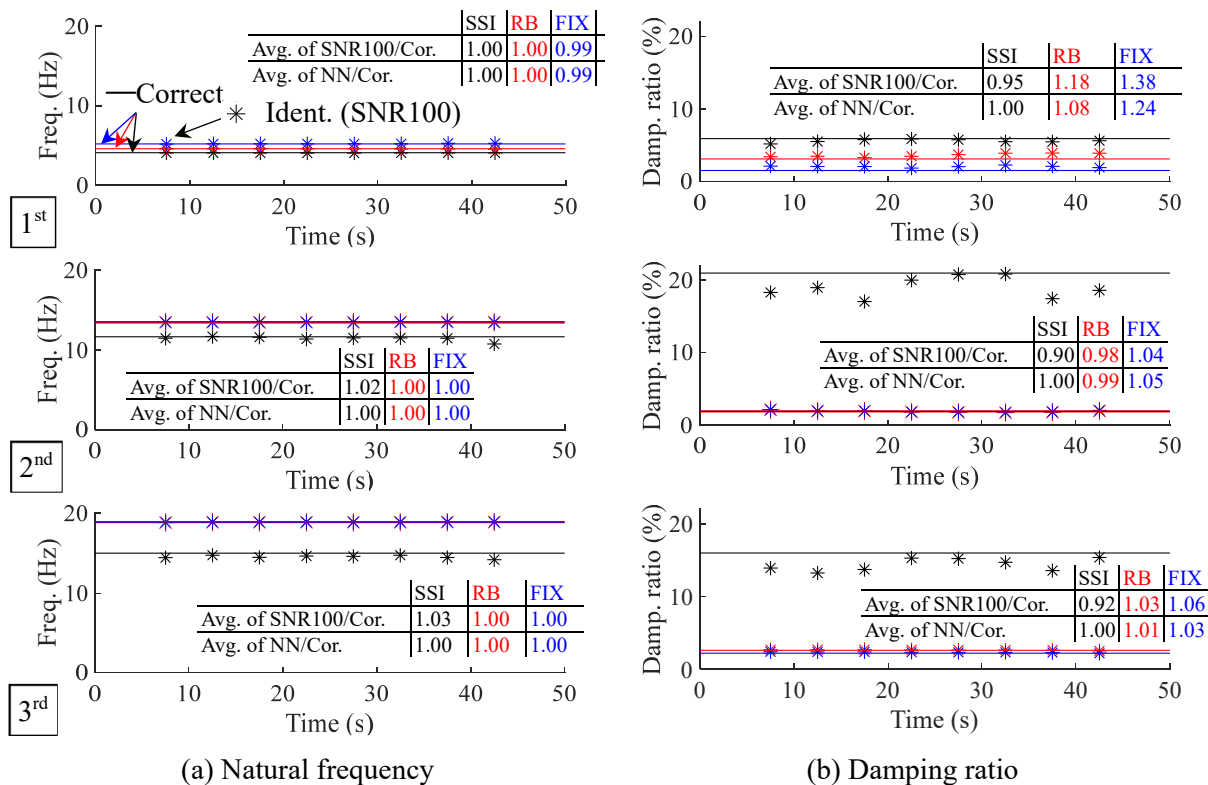 SSI RB FIX
Avg. of SNR100/Cor. 1.00 1.00 0.99
Avg. of NN/Cor. 1.00 1.00 0.99
Correct
Ident. (SNR100)
Freq. (Hz)
20
10
0
0 10 20 30 40 50
Time (s)
1st
SSI RB FIX
Avg. of SNR100/Cor. 0.95 1.18 1.38
Avg. of NN/Cor. 1.00 1.08 1.24
Damp. ratio (%)
20
10
0
0 10 20 30 40 50
Time (s)
Freq. (Hz)
20
10
0
SSI RB FIX
Avg. of SNR100/Cor. 1.02 1.00 1.00
Avg. of NN/Cor. 1.00 1.00 1.00
0 10 20 30 40 50
Time (s)
2nd
Damp. ratio (%)
20
10
0
SSI RB FIX
Avg. of SNR100/Cor. 0.90 0.98 1.04
Avg. of NN/Cor. 1.00 0.99 1.05
0 10 20 30 40 50
Time (s)
Freq. (Hz)
20
10
0
SSI RB FIX
Avg. of SNR100/Cor. 1.03 1.00 1.00
Avg. of NN/Cor. 1.00 1.00 1.00
0 10 20 30 40 50
Time (s)
3rd
Damp. ratio (%)
20
10
0
SSI RB FIX
Avg. of SNR100/Cor. 0.92 1.03 1.06
Avg. of NN/Cor. 1.00 1.01 1.03
0 10 20 30 40 50
Time (s)
(a) Natural frequency
(b) Damping ratio